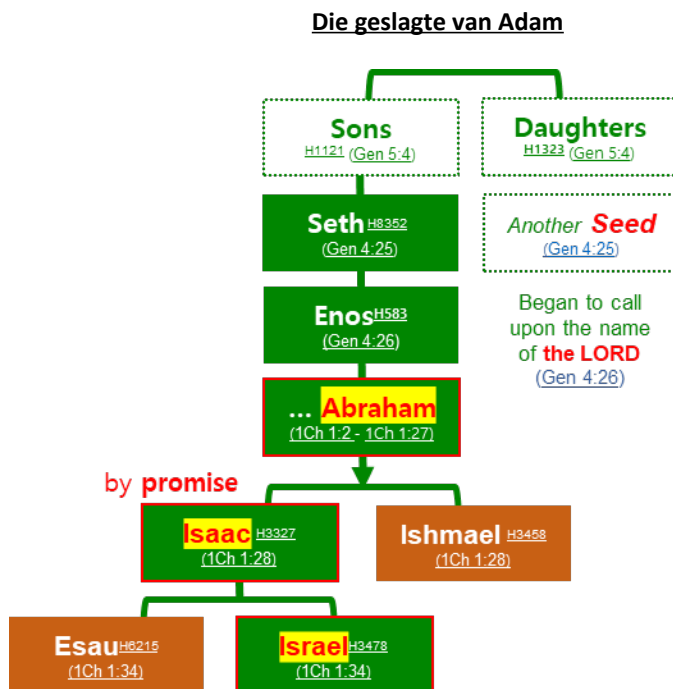 Die geslagte van Adam
Sons
H1121 (Gen 5:4)
Daughters
H1323 (Gen 5:4)
Seth H8352
(Gen 4:25)
Another Seed
(Gen 4:25)
Enos H583
(Gen 4:26)
Began to call
upon the name
of the LORD
(Gen 4:26)
... Abraham
(1Ch 1:2 - 1Ch 1:27)
by promise
Isaac H3327
(1Ch 1:28)
Ishmael H3458
(1Ch 1:28)
Esau H6215
(1Ch 1:34)
Israel H3478
(1Ch 1:34)